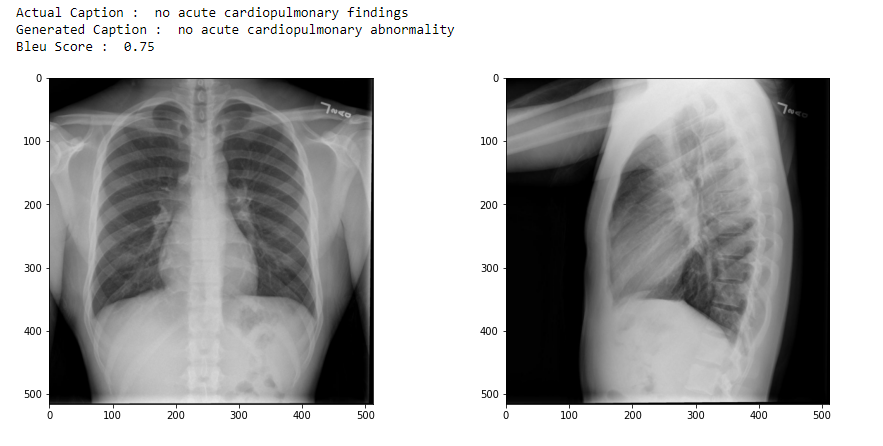 Actual Caption :  no acute cardiopulmonary findings
Generated Caption :  no acute cardiopulmonary abnormality
Bleu Score :  0.75
0
100
200
300
400
500
0 100 200 300 400 500
0
100
200
300
400
500
0 100 200 300 400 500